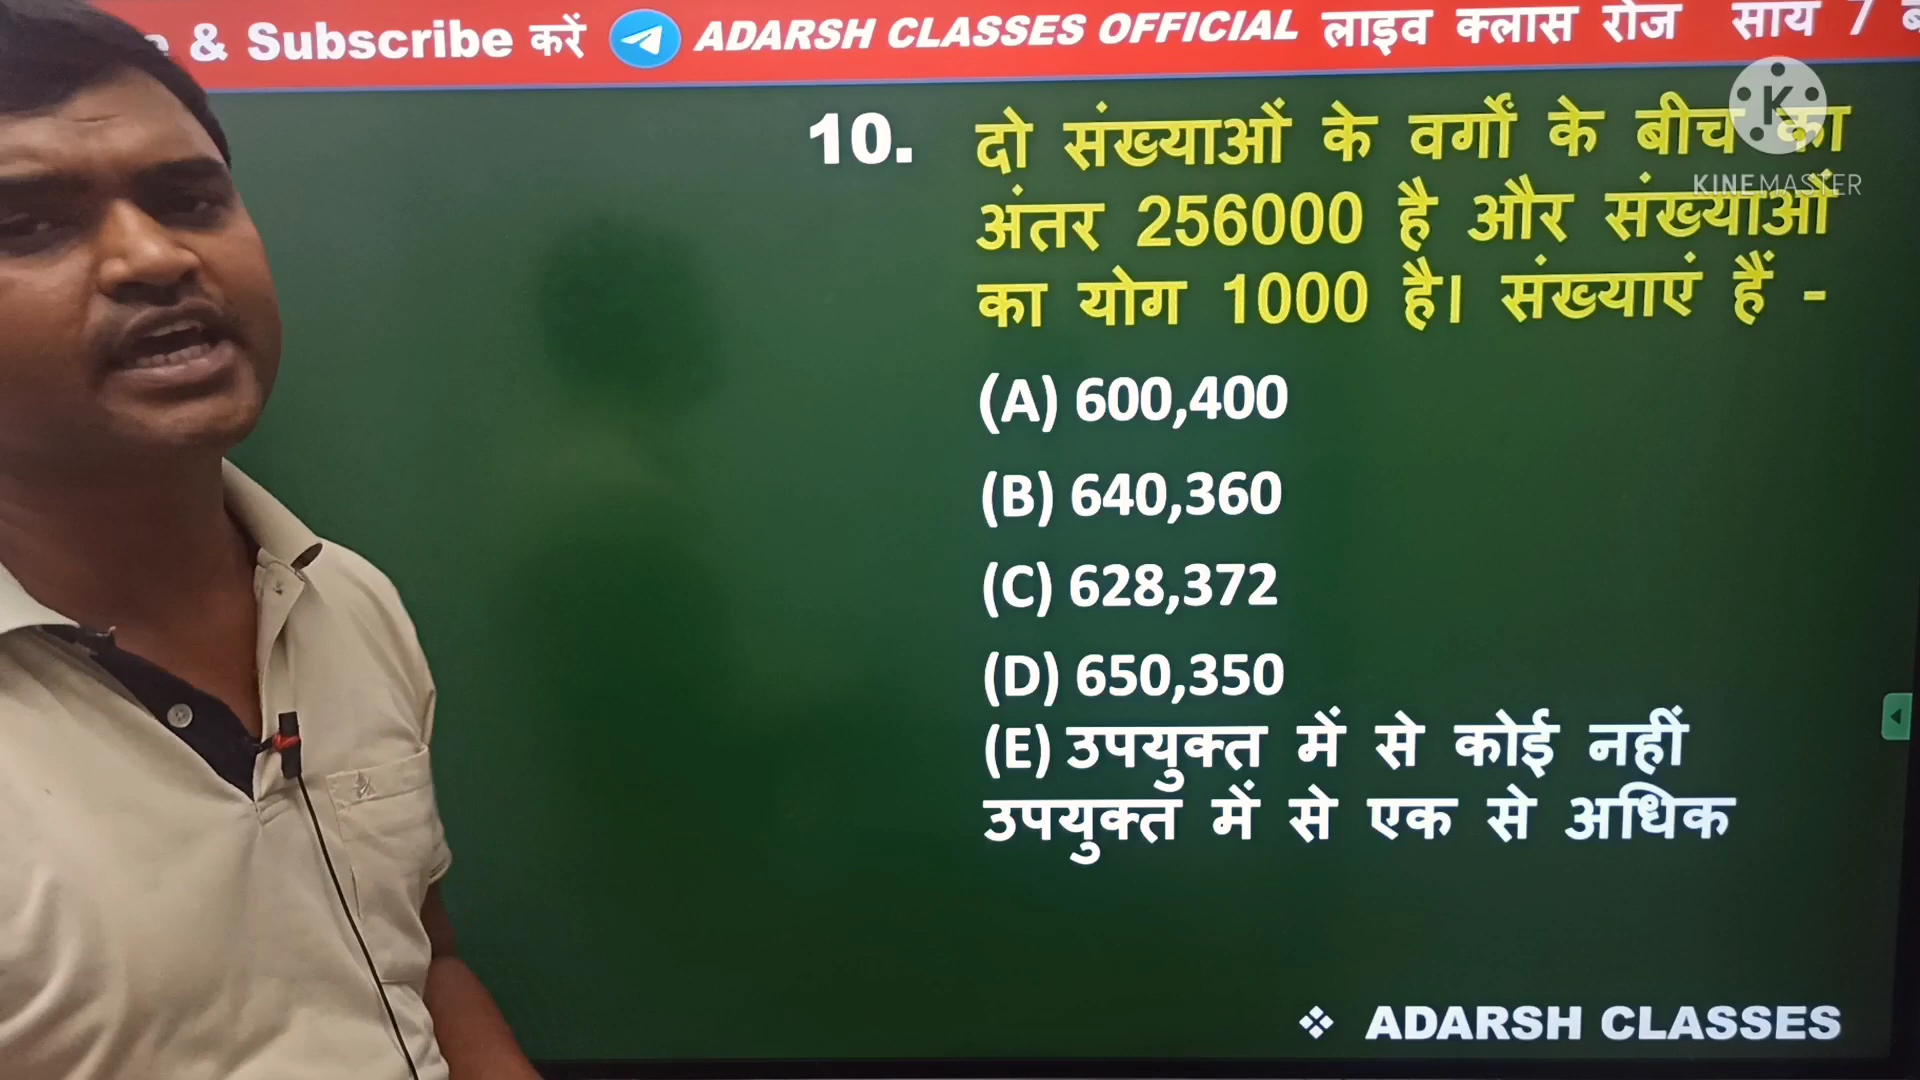 & Subscribe करें ADARSH CLASSES OFFICIAL लाइव क्लास रोज साय 7
KINEMASTER
10. दो संख्याओं के वर्गों के बीच का
अंतर 256000 है और संख्याओं
का योग 1000 है। संख्याएं हैं -
(A) 600,400
(B) 640,360
(C) 628,372
(D) 650,350
(E) उपयुक्त में से कोई नहीं
उपयुक्त में से एक से अधिक
❖ ADARSH CLASSES